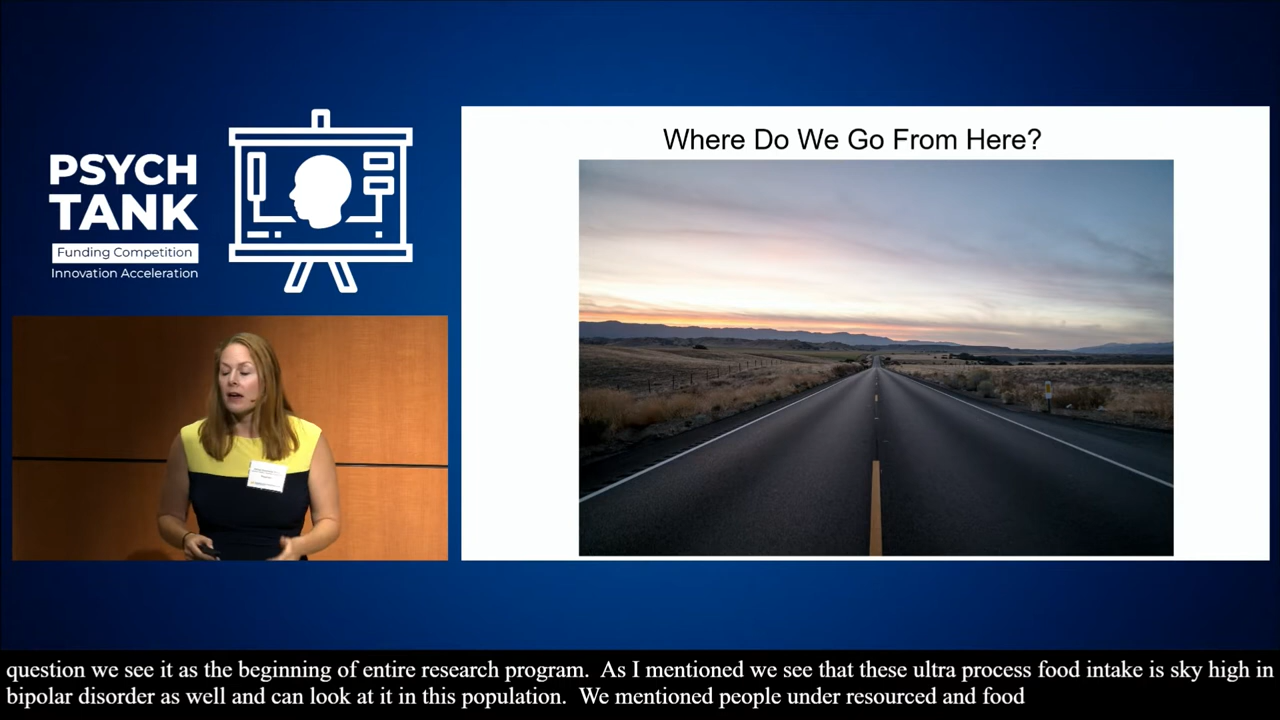 PSYCH
TANK
Funding Competition
Innovation Acceleration
Where Do We Go From Here?
question we see it as the beginning of entire research program.  As I mentioned we see that these ultra process food intake is sky high in
bipolar disorder as well and can look at it in this population.  We mentioned people under resourced and food